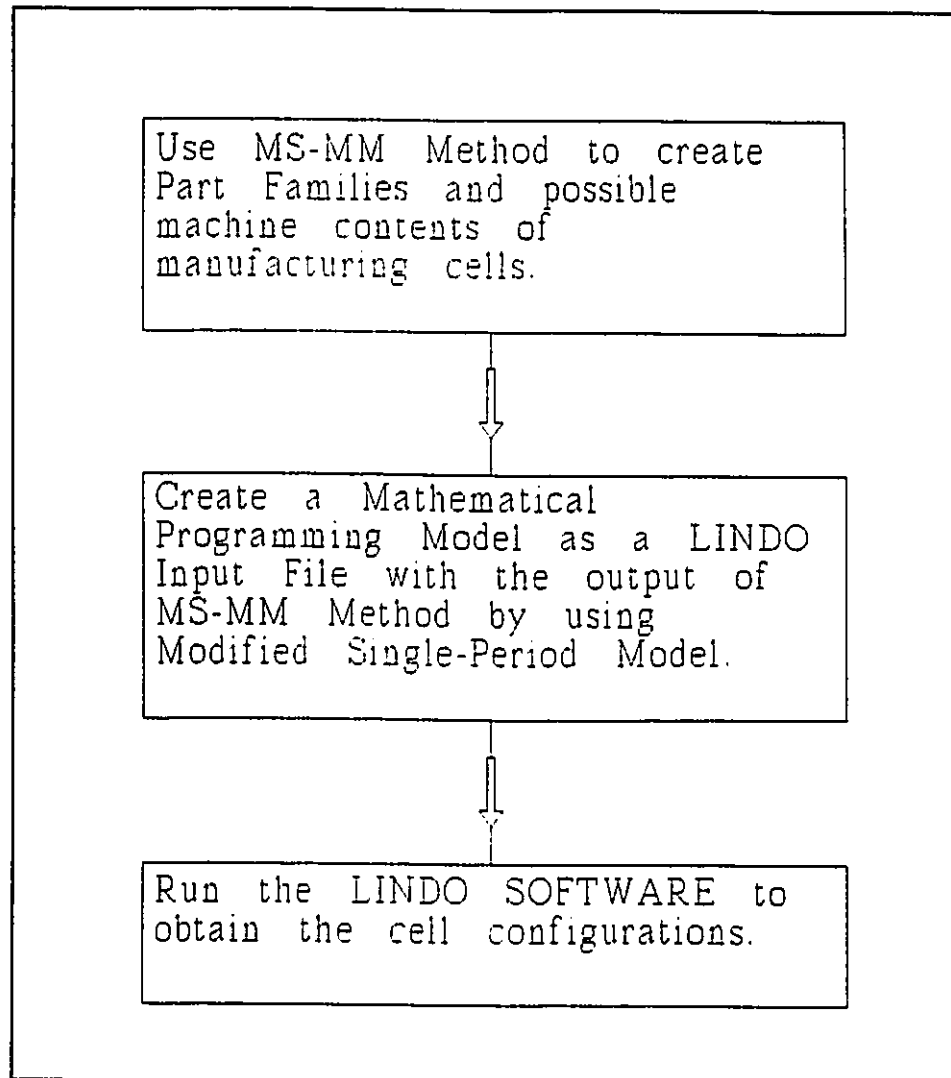 Use MS-MM Method to create
Part Families and possible
machine contents of
manufacturing cells.
Create a Mathematical
Programming Model as a LINDO
Input File with the output of
MS-MM Method by using
Modified Single-Period Model.
Run the LINDO SOFTWARE to
obtain the cell configurations.